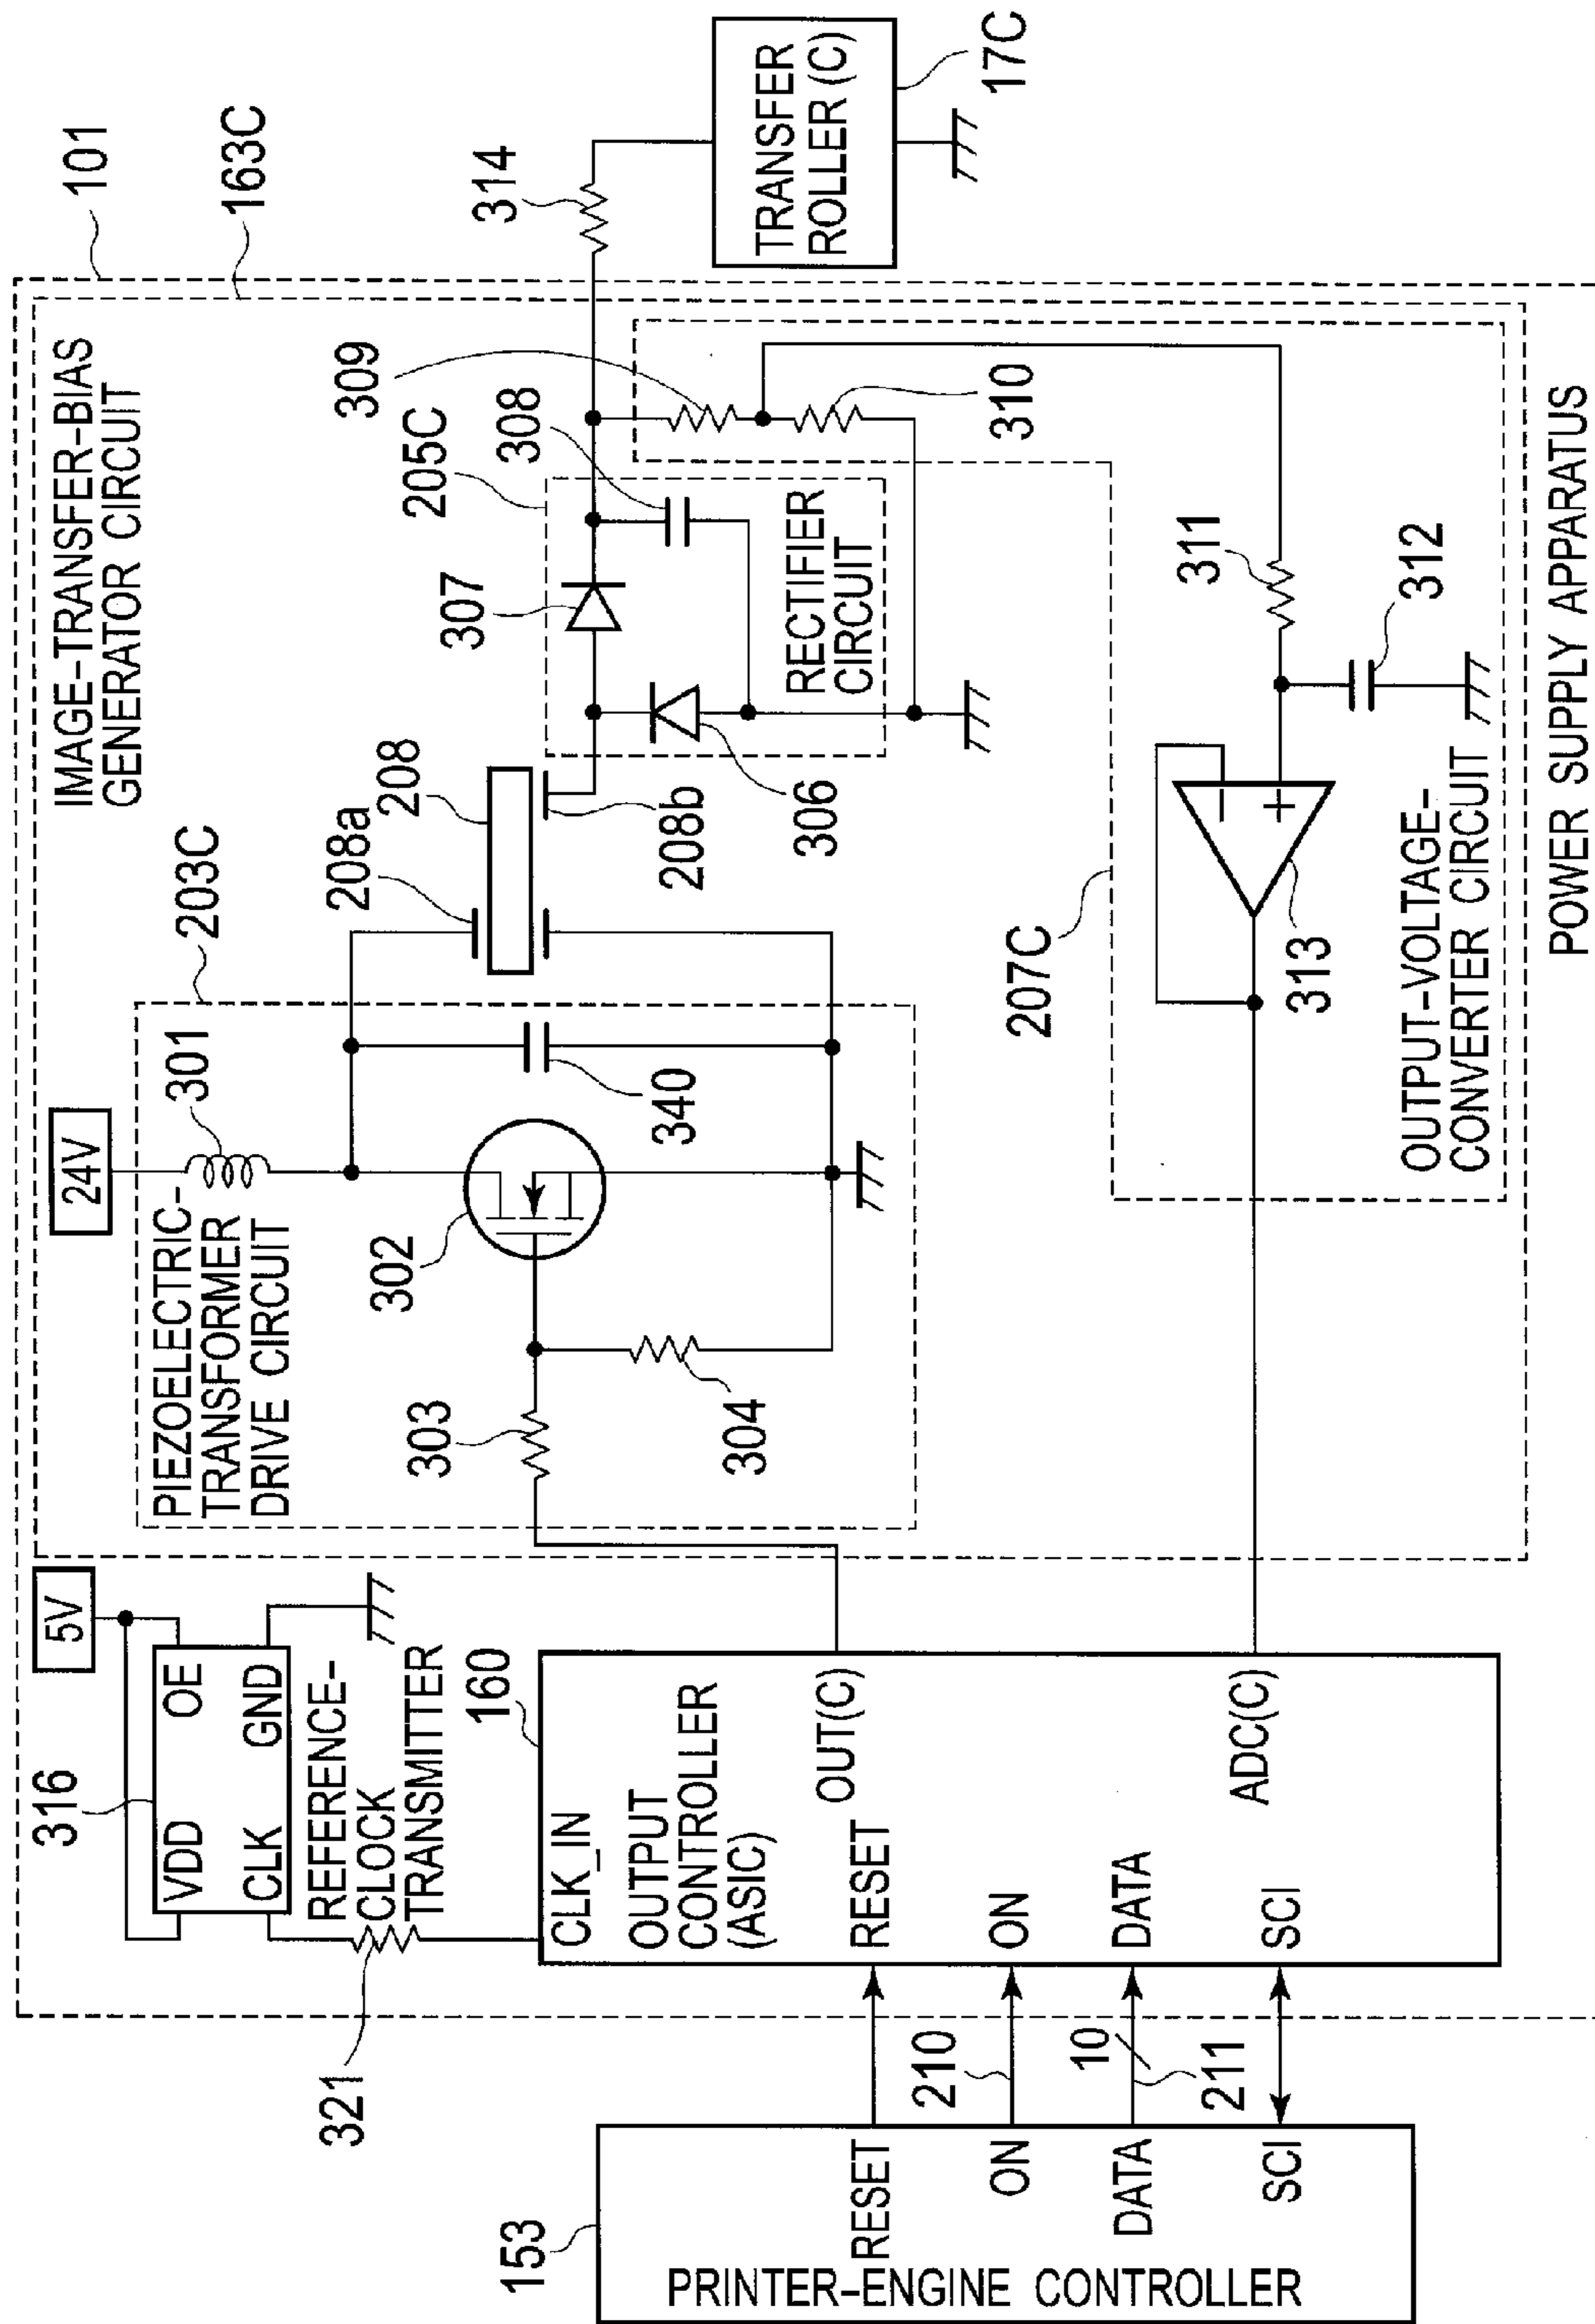 101
163C
IMAGE-TRANSFER-BIAS
GENERATOR CIRCUIT
24V
5V
203C
PIEZOELECTRIC-
TRANSFORMER
DRIVE CIRCUIT
301
302
303
304
340
208a
208
208b
205C
307
308
306
RECTIFIER
CIRCUIT
309
310
314
TRANSFER
ROLLER (C)
17C
311
312
313
207C
OUTPUT-VOLTAGE-
CONVERTER CIRCUIT
POWER SUPPLY APPARATUS
316
VDD
OE
CLK
GND
REFERENCE-
CLOCK
TRANSMITTER
321
160
CLK_IN
OUTPUT
CONTROLLER
(ASIC)
OUT(C)
RESET
ON
DATA
SCI
ADC(C)
210
10
211
153
RESET
ON
DATA
SCI
PRINTER-ENGINE CONTROLLER